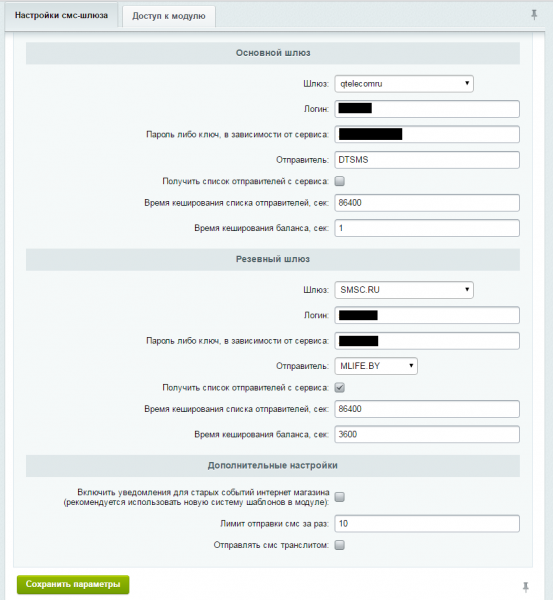 Настройки смс-шлюза Доступ к модулю
Основной шлюз
Шлюз: qtelecomru
Логин:
Пароль либо ключ, в зависимости от сервиса:
Отправитель: DTSMS
Получить список отправителей с сервиса:
Время кеширования списка отправителей, сек: 86400
Время кеширования баланса, сек: 1
Резевный шлюз
Шлюз: SMSC.RU
Логин:
Пароль либо ключ, в зависимости от сервиса:
Отправитель: MLIFE.BY
Получить список отправителей с сервиса:
Время кеширования списка отправителей, сек: 86400
Время кеширования баланса, сек: 3600
Дополнительные настройки
Включить уведомления для старых событий интернет магазина
(рекомендуется использовать новую систему шаблонов в модуле):
Лимит отправки смс за раз: 10
Отправлять смс транслитом:
Сохранить параметры